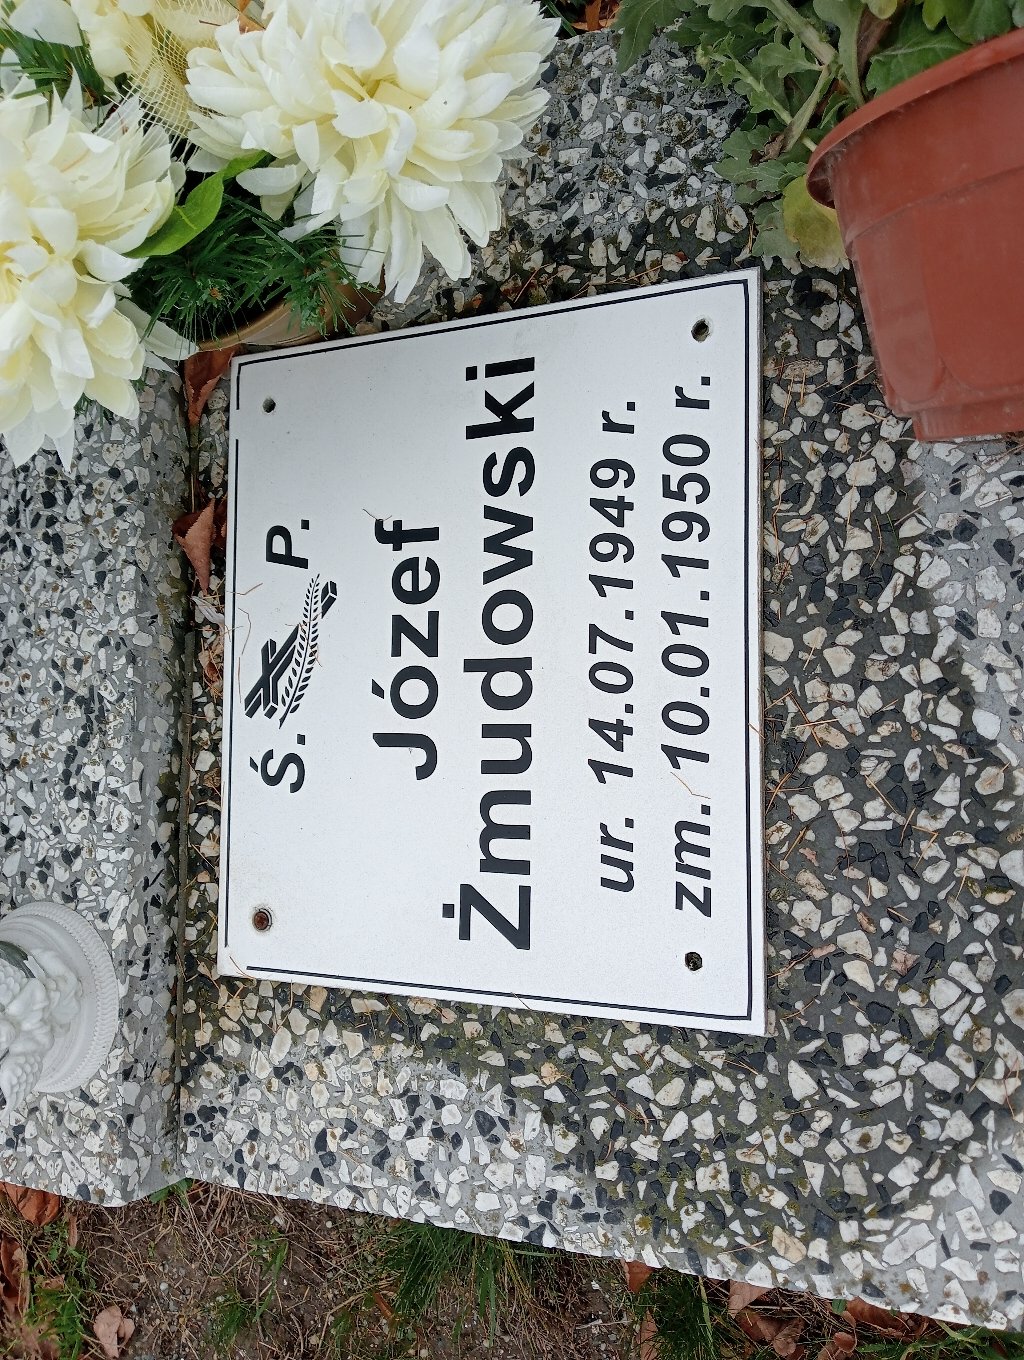 Ś. P.
Józef
Żmudowski
ur. 14.07.1949 r.
zm. 10.01.1950 r.